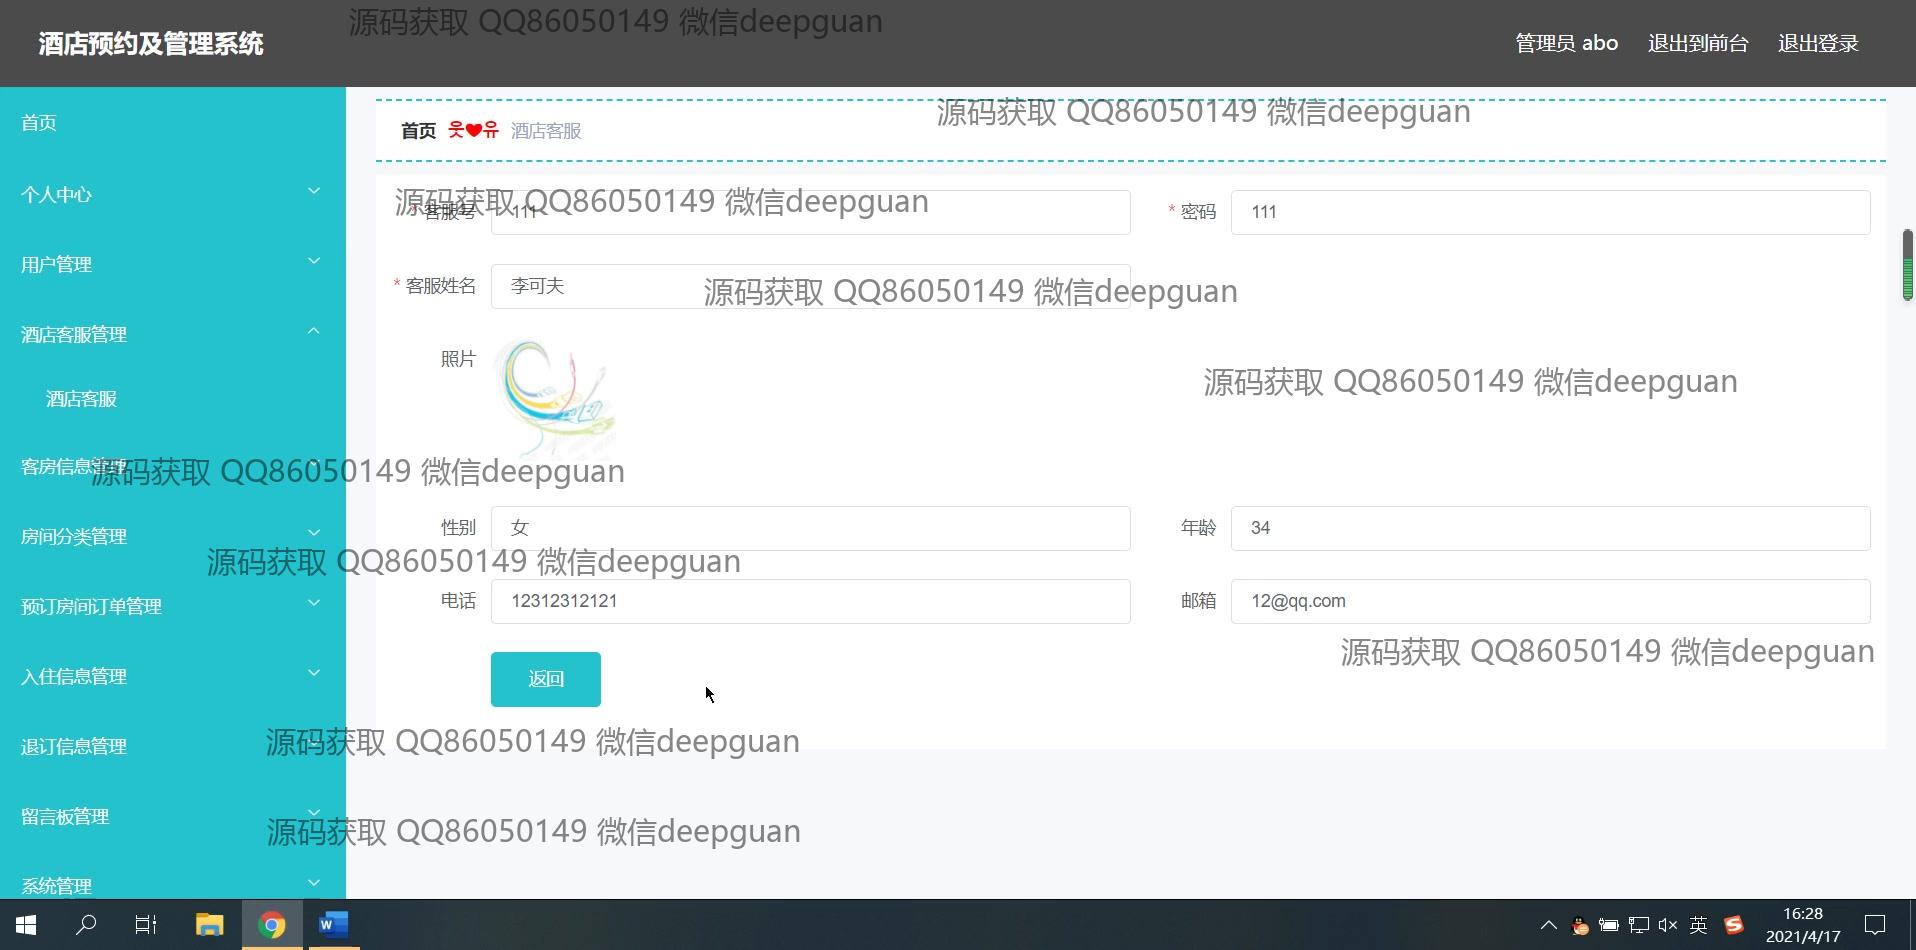 酒店预约及管理系统
源码获取 QQ86050149 微信deepguan
管理员 abo 退出到前台 退出登录
首页
个人中心
用户管理
酒店客服管理
酒店客服
客房信息管理
房间分类管理
预订房间订单管理
入住信息管理
退订信息管理
留言板管理
系统管理
首页 웃❤유 酒店客服
源码获取 QQ86050149 微信deepguan
源码获取 QQ86050149 微信deepguan
* 客服号 111
* 密码 111
* 客服姓名 李可夫
源码获取 QQ86050149 微信deepguan
照片
源码获取 QQ86050149 微信deepguan
源码获取 QQ86050149 微信deepguan
性别 女
年龄 34
源码获取 QQ86050149 微信deepguan
电话 12312312121
邮箱 12@qq.com
源码获取 QQ86050149 微信deepguan
返回
源码获取 QQ86050149 微信deepguan
源码获取 QQ86050149 微信deepguan
英
16:28
2021/4/17